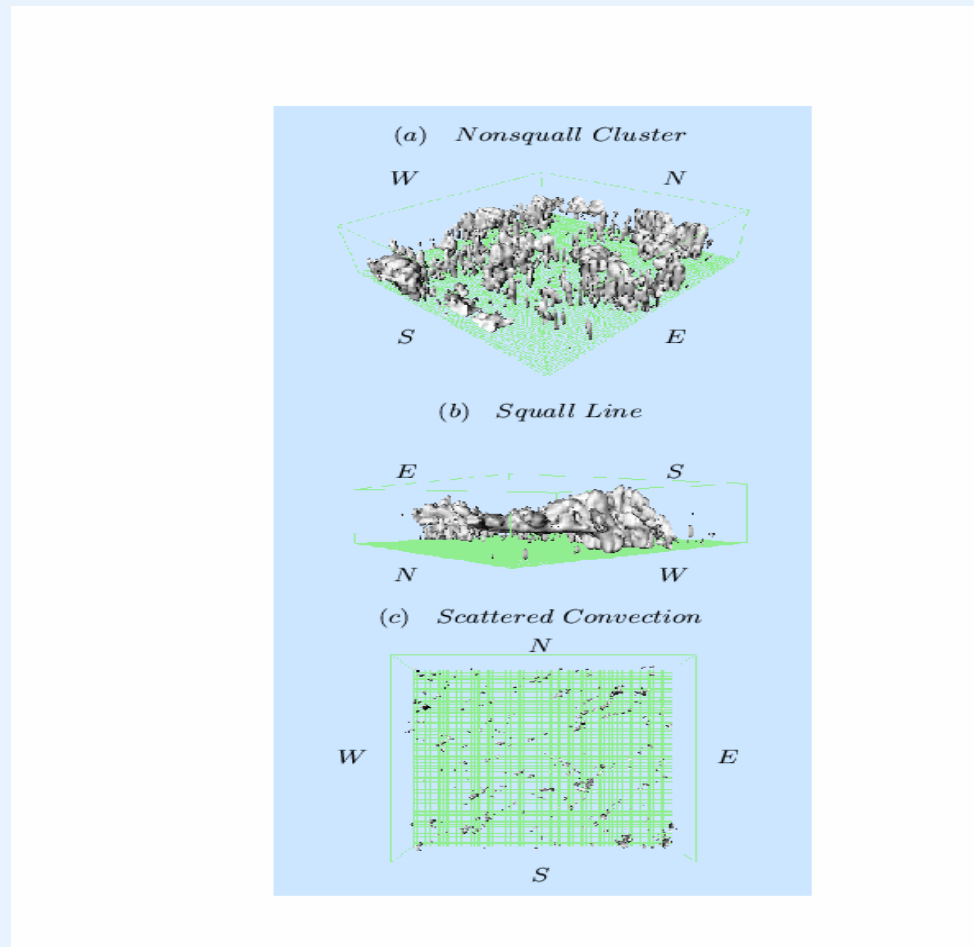 (a) Nonsquall Cluster
W N
S E
(b) Squall Line
E S
N W
(c) Scattered Convection
N
W E
S